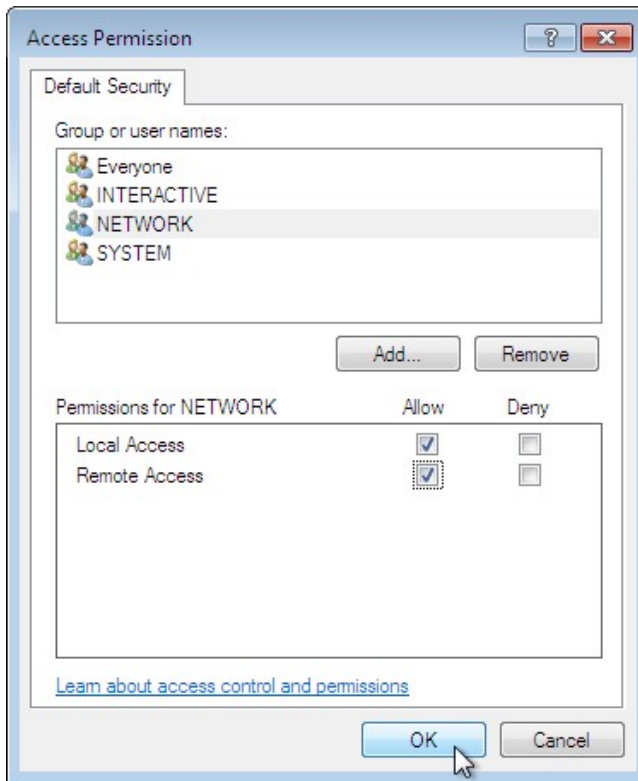 Access Permission
Default Security
Group or user names:
Everyone
INTERACTIVE
NETWORK
SYSTEM
Add... Remove
Permissions for NETWORK Allow Deny
Local Access
Remote Access
Learn about access control and permissions
OK Cancel